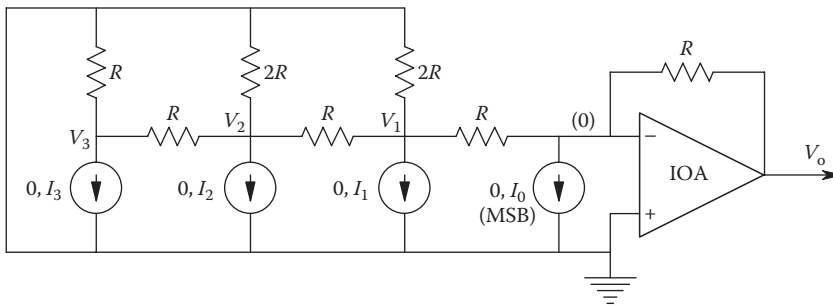 R
R 2R 2R
V₃ R V₂ R V₁ R (0) −
IOA Vₒ
0, I₃ 0, I₂ 0, I₁ 0, I₀
(MSB) +